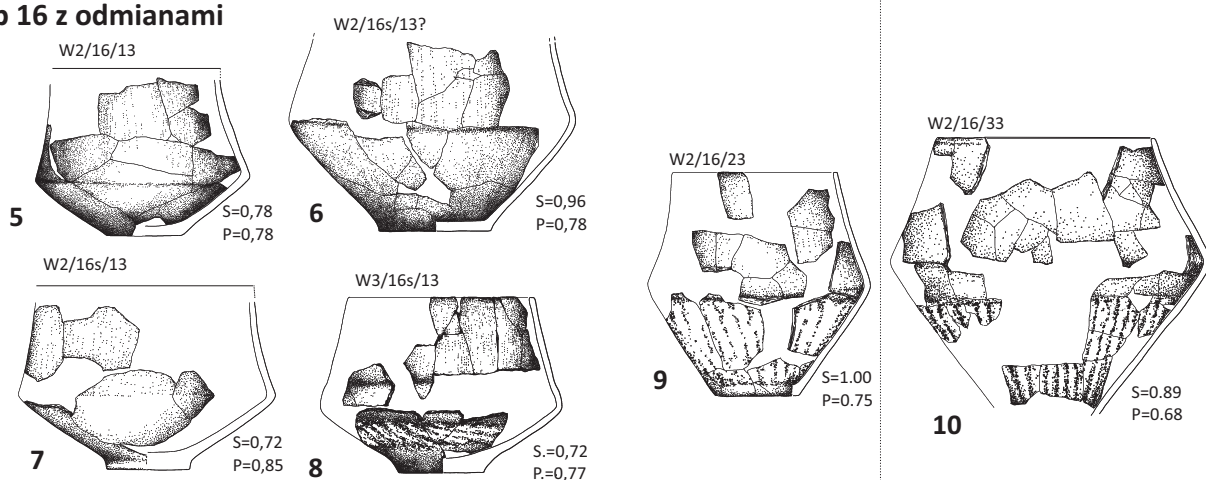 16 z odmianami
W2/16/13
S=0,78
P=0,78
5
W2/16s/13?
S=0,96
P=0,78
6
W2/16s/13
S=0,72
P=0,85
7
W3/16/s/13
S.=0,72
P.=0,77
8
W2/16/23
S=1.00
P=0.75
9
W2/16/33
S=0.89
P=0.68
10